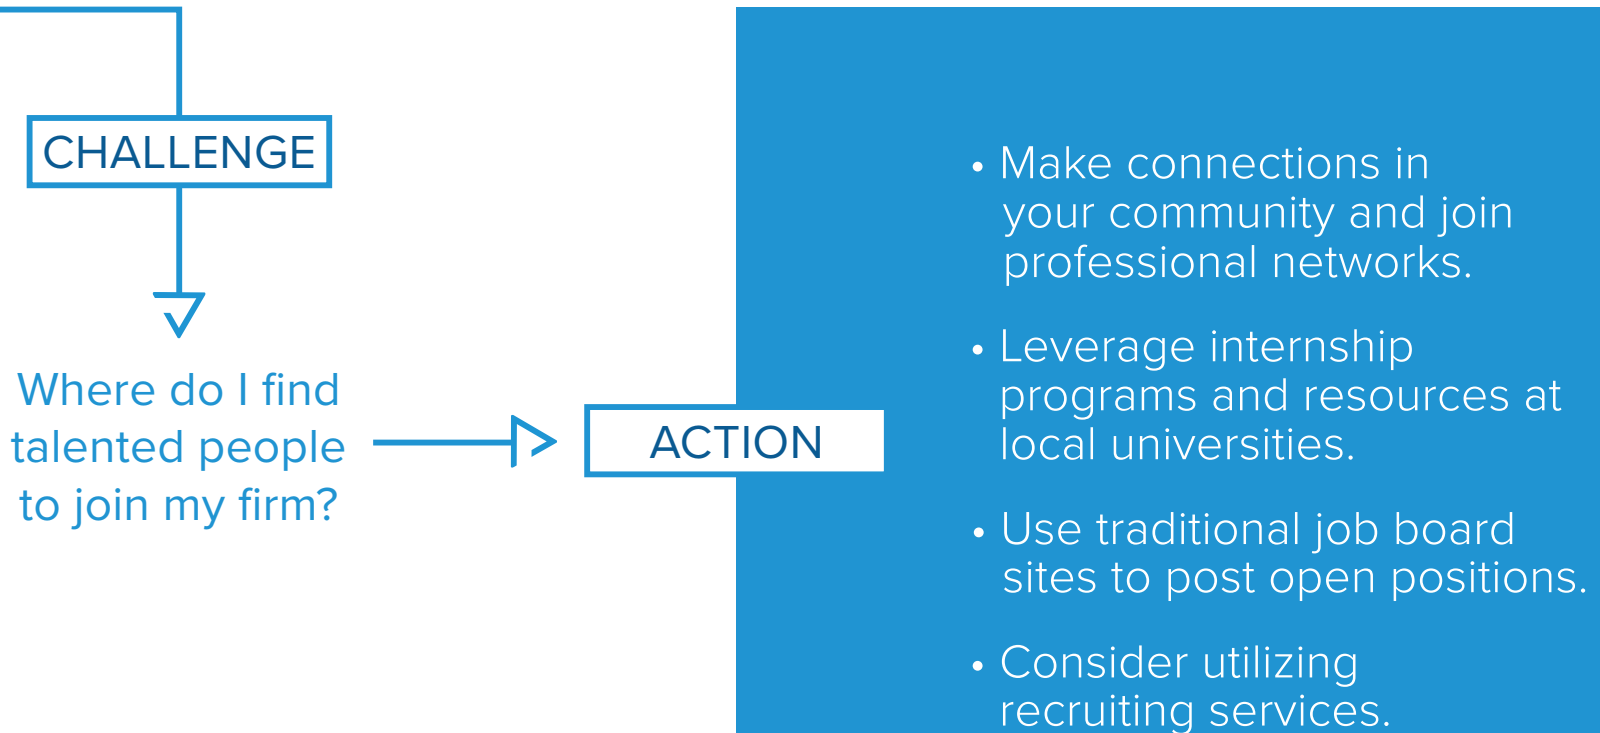 CHALLENGE
Where do I find
talented people
to join my firm?
ACTION
• Make connections in
your community and join
professional networks.
• Leverage internship
programs and resources at
local universities.
• Use traditional job board
sites to post open positions.
• Consider utilizing
recruiting services.